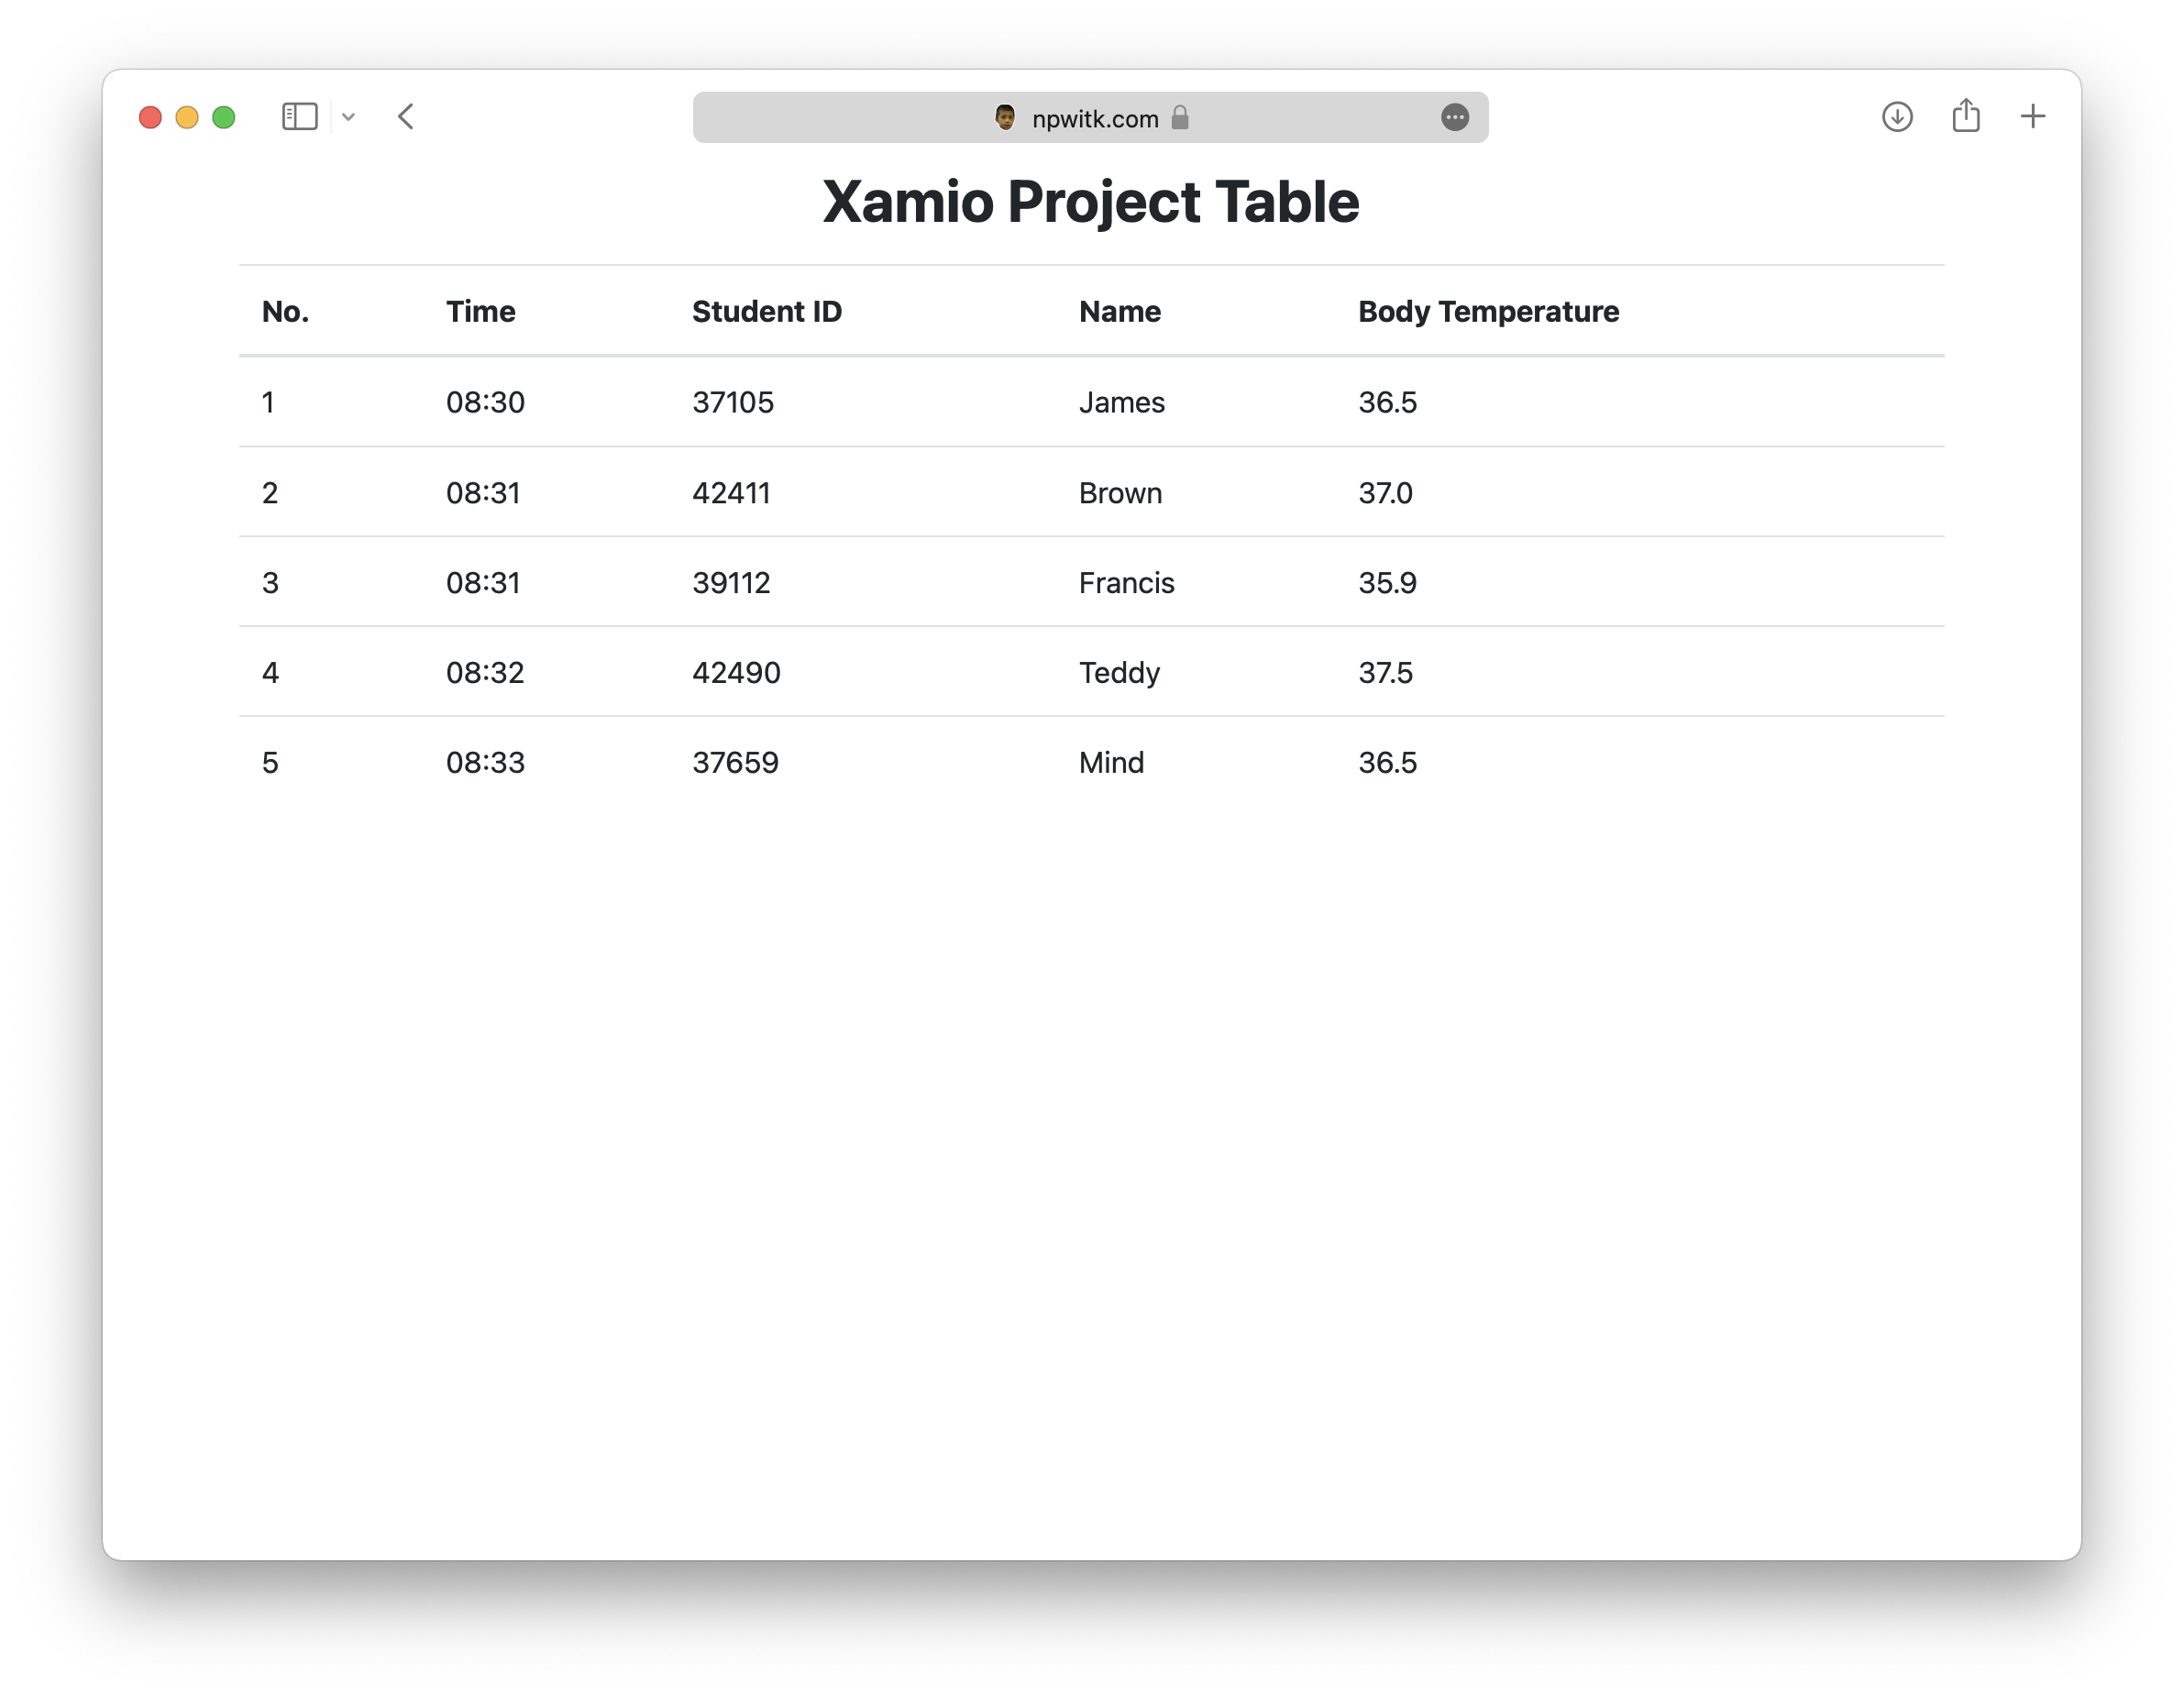 npwitk.com
Xamio Project Table
No. Time Student ID Name Body Temperature
1 08:30 37105 James 36.5
2 08:31 42411 Brown 37.0
3 08:31 39112 Francis 35.9
4 08:32 42490 Teddy 37.5
5 08:33 37659 Mind 36.5